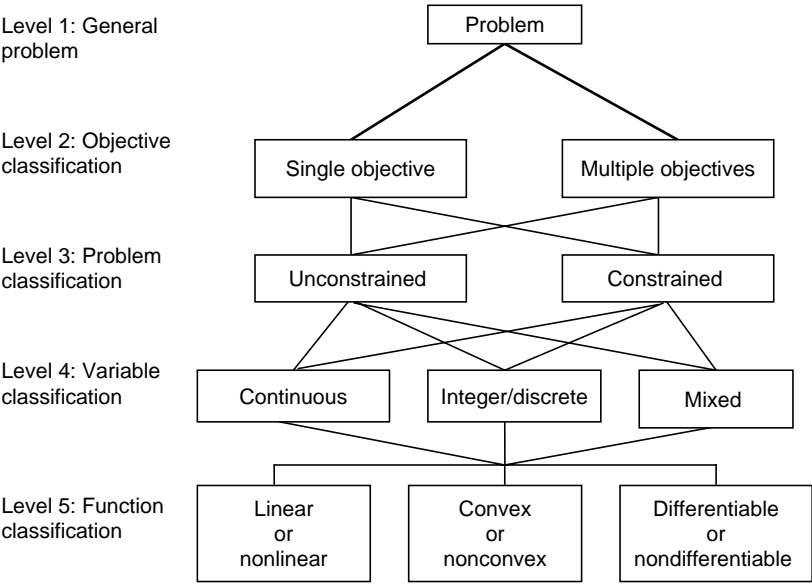 Level 1: General
problem
Problem
Level 2: Objective
classification
Single objective
Multiple objectives
Level 3: Problem
classification
Unconstrained
Constrained
Level 4: Variable
classification
Continuous
Integer/discrete
Mixed
Level 5: Function
classification
Linear
or
nonlinear
Convex
or
nonconvex
Differentiable
or
nondifferentiable